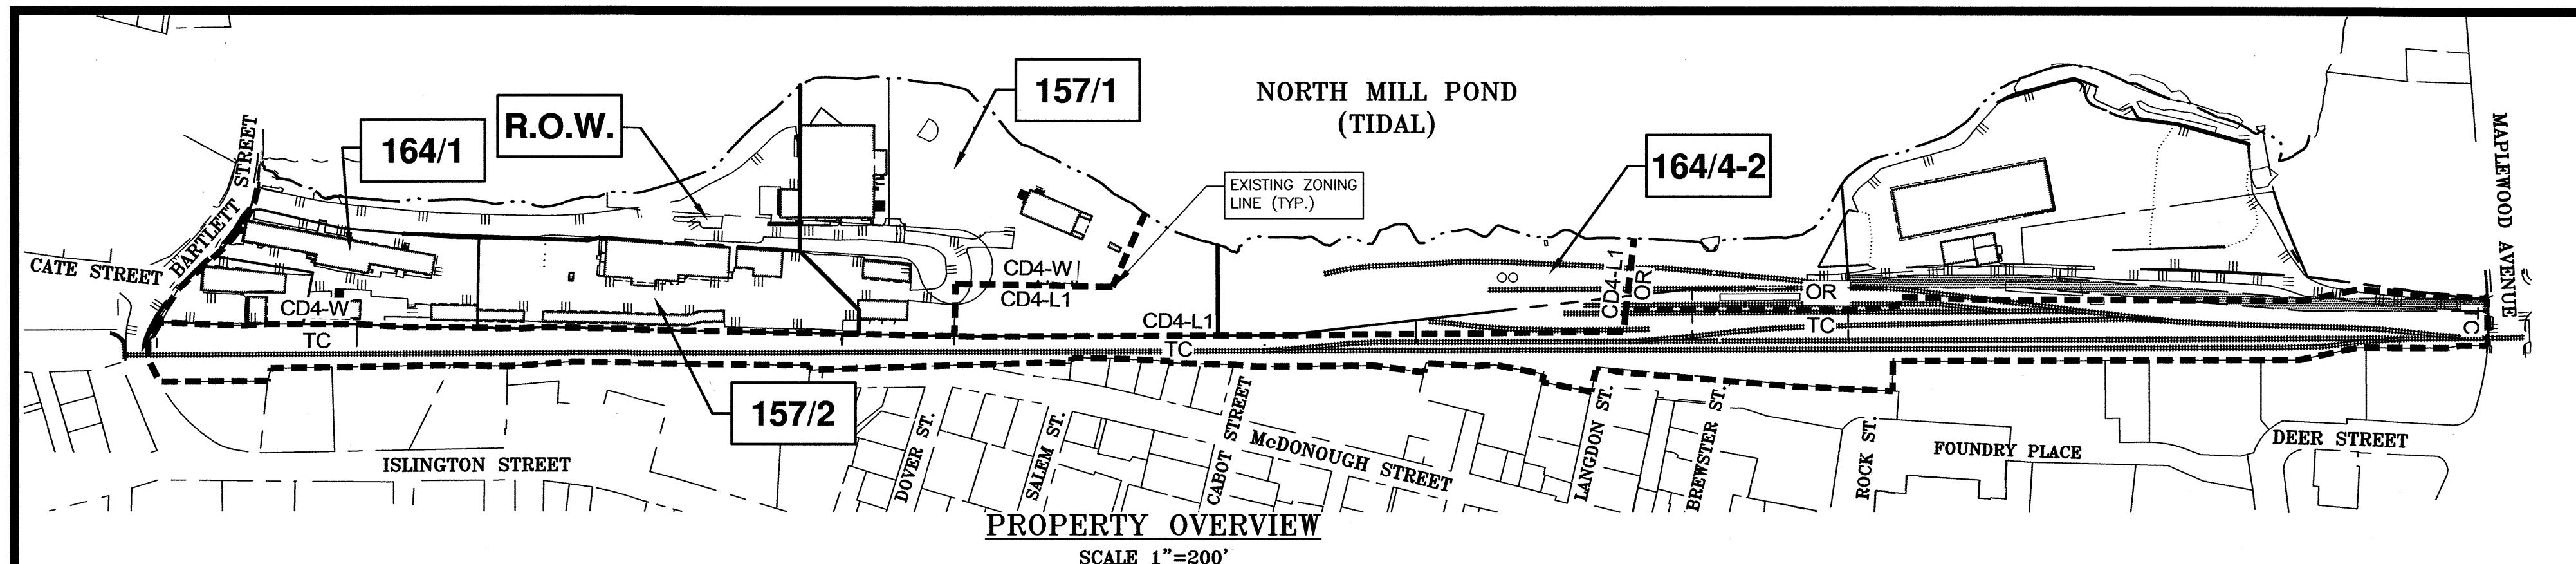 157/1
NORTH MILL POND
(TIDAL)
R.O.W.
164/1
164/4-2
MAPLEWOOD AVENUE
BARTLETT STREET
EXISTING ZONING
LINE (TYP.)
CATE STREET
CD4-W
CD4-L1
CD4-L1
OR
OR
CD4-W
TC
CD4-L1
TC
TC
TC
157/2
ISLINGTON STREET
DOVER ST.
SALEM ST.
CABOT STREET
McDONOUGH STREET
LANGDON ST.
BREWSTER ST.
ROCK ST.
FOUNDRY PLACE
DEER STREET
PROPERTY OVERVIEW
SCALE 1"=200'